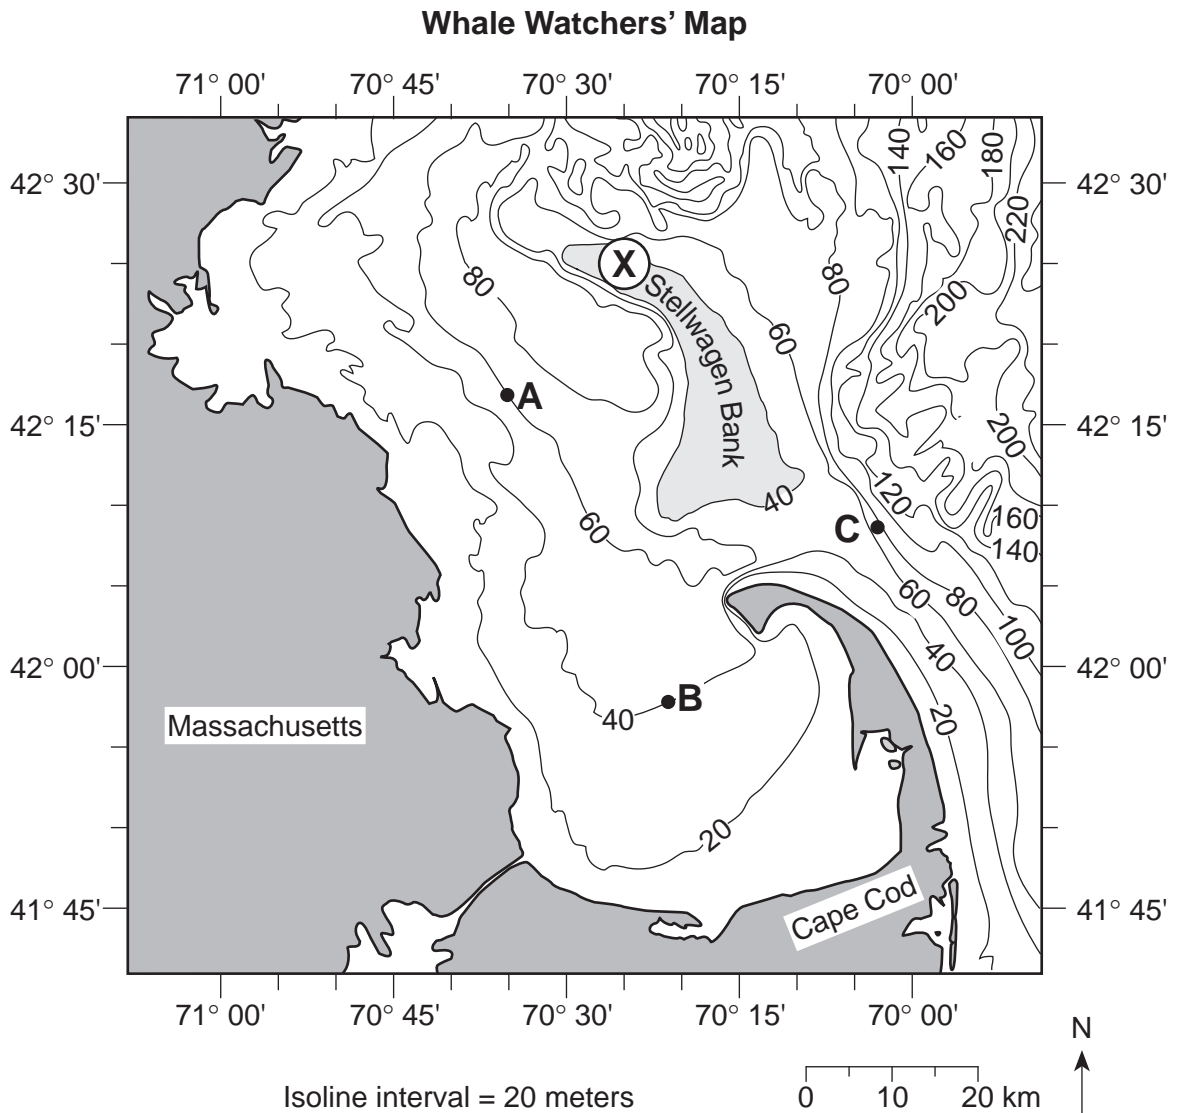 Whale Watchers’ Map
71° 00' 70° 45' 70° 30' 70° 15' 70° 00'
140
160
180
42° 30' 42° 30'
220
X
80
80
Stellwagen Bank
200
60
A
42° 15' 42° 15'
200
40
120
160
60
C
140
60
80
100
40
42° 00' 42° 00'
B
40
20
Massachusetts
20
Cape Cod
41° 45' 41° 45'
71° 00' 70° 45' 70° 30' 70° 15' 70° 00'
N
Isoline interval = 20 meters
0 10 20 km